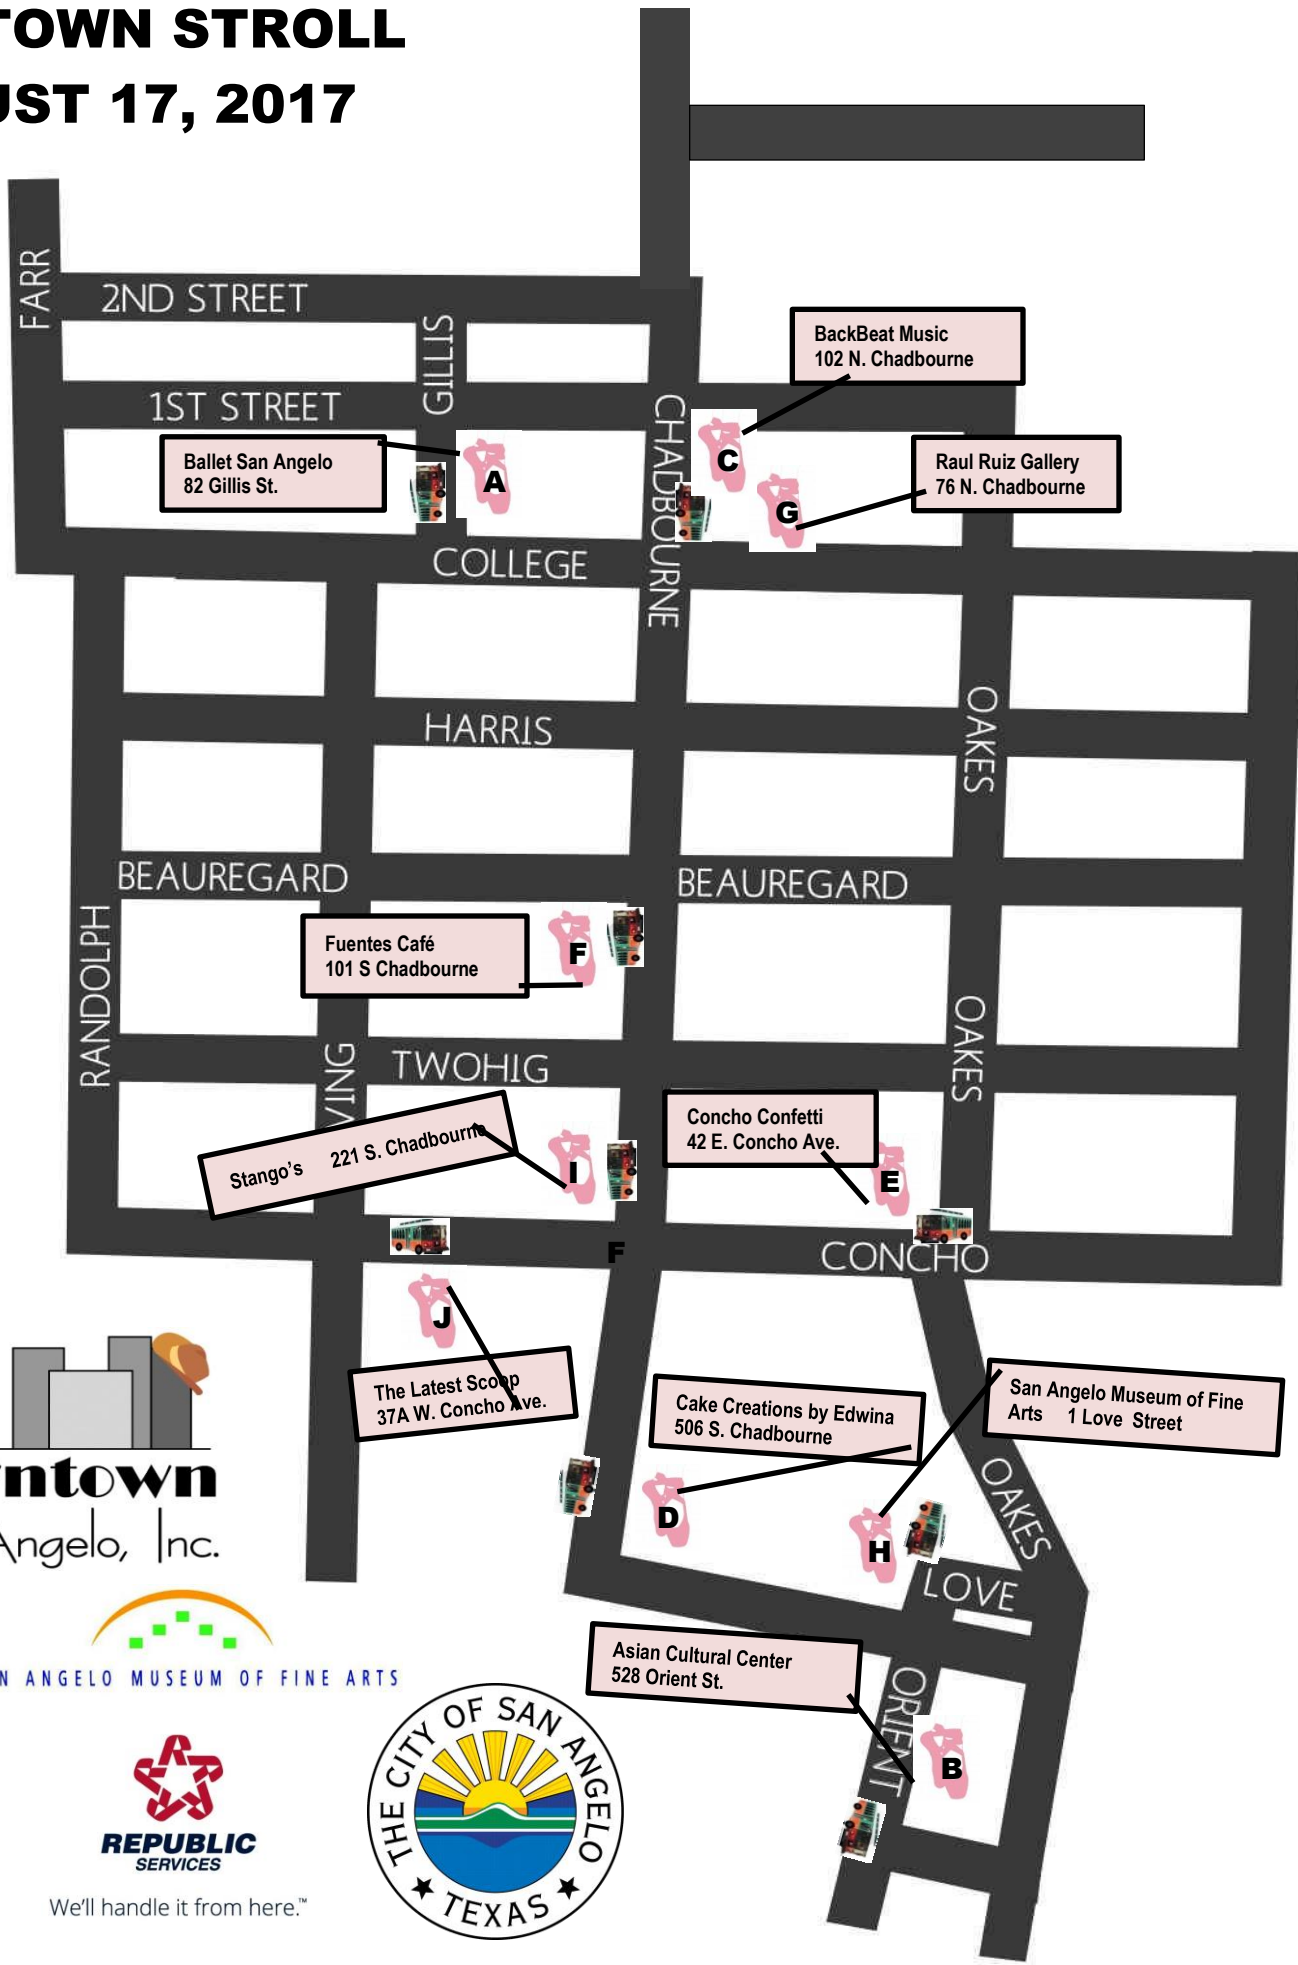 TOWN STROLL
UST 17, 2017
FARR
2ND STREET
GILLIS
1ST STREET
CHADBOURNE
BackBeat Music
102 N. Chadbourne
Ballet San Angelo
82 Gillis St.
A
C
Raul Ruiz Gallery
76 N. Chadbourne
G
COLLEGE
HARRIS
OAKES
BEAUREGARD
BEAUREGARD
RANDOLPH
Fuentes Café
101 S Chadbourne
F
OAKES
VING
TWOHIG
Stango's 221 S. Chadbourne
I
Concho Confetti
42 E. Concho Ave.
E
F
CONCHO
J
The Latest Scoop
37A W. Concho Ave.
Cake Creations by Edwina
506 S. Chadbourne
San Angelo Museum of Fine
Arts 1 Love Street
D
H
OAKES
LOVE
Asian Cultural Center
528 Orient St.
ORIENT
B
ntown
Angelo, Inc.
N ANGELO MUSEUM OF FINE ARTS
REPUBLIC
SERVICES
We'll handle it from here.™
THE CITY OF SAN ANGELO
TEXAS